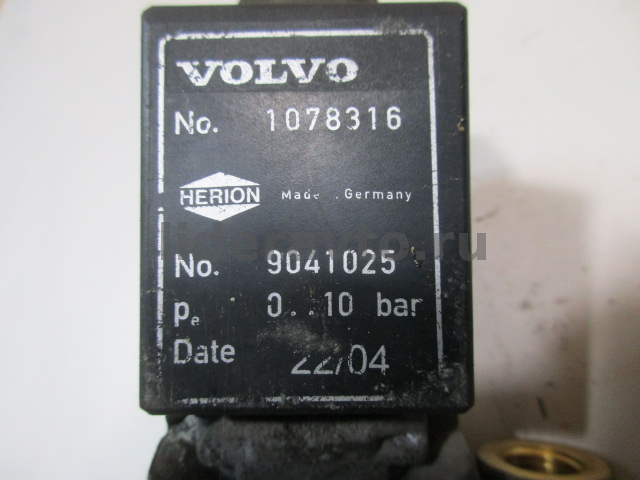 VOLVO
No. 1078316
HERION Made Germany
No. 9041025
pe 0..10 bar
Date 22/04